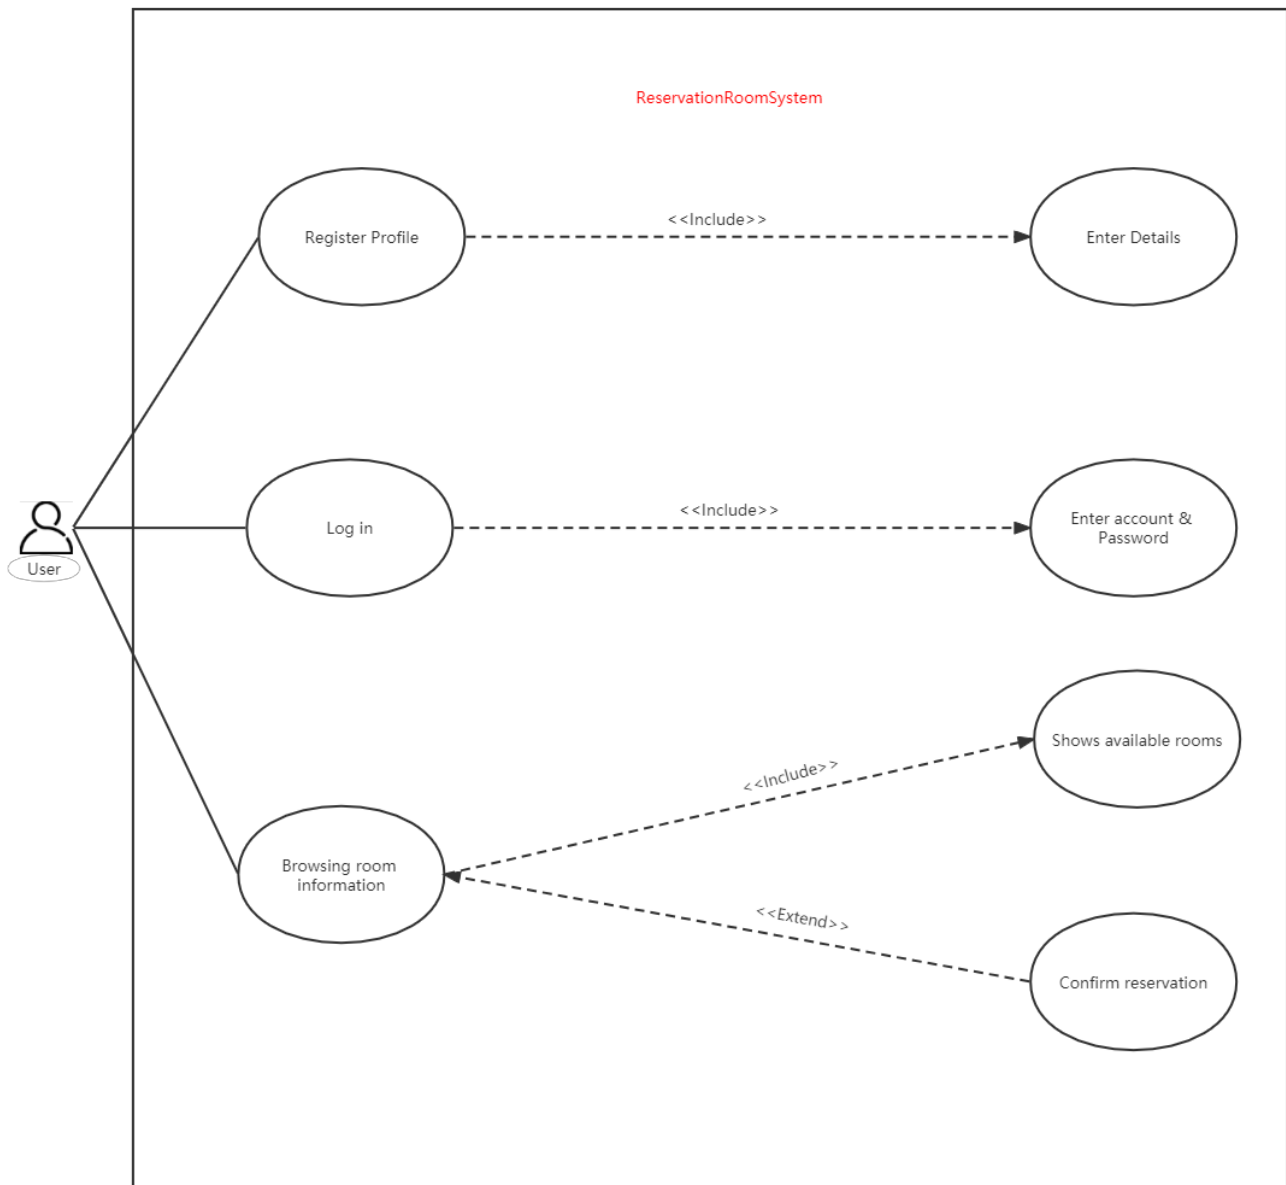 ReservationRoomSystem
Register Profile
<<Include>>
Enter Details
User
Log in
<<Include>>
Enter account &
Password
Browsing room
information
<<Include>>
Shows available rooms
<<Extend>>
Confirm reservation